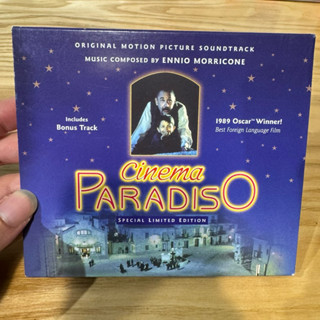 ORIGINAL MOTION PICTURE SOUNDTRACK
MUSIC COMPOSED BY ENNIO MORRICONE
Includes
Bonus Track
1989 Oscar™ Winner!
Best Foreign Language Film
Cinema
PARADISO
SPECIAL LIMITED EDITION